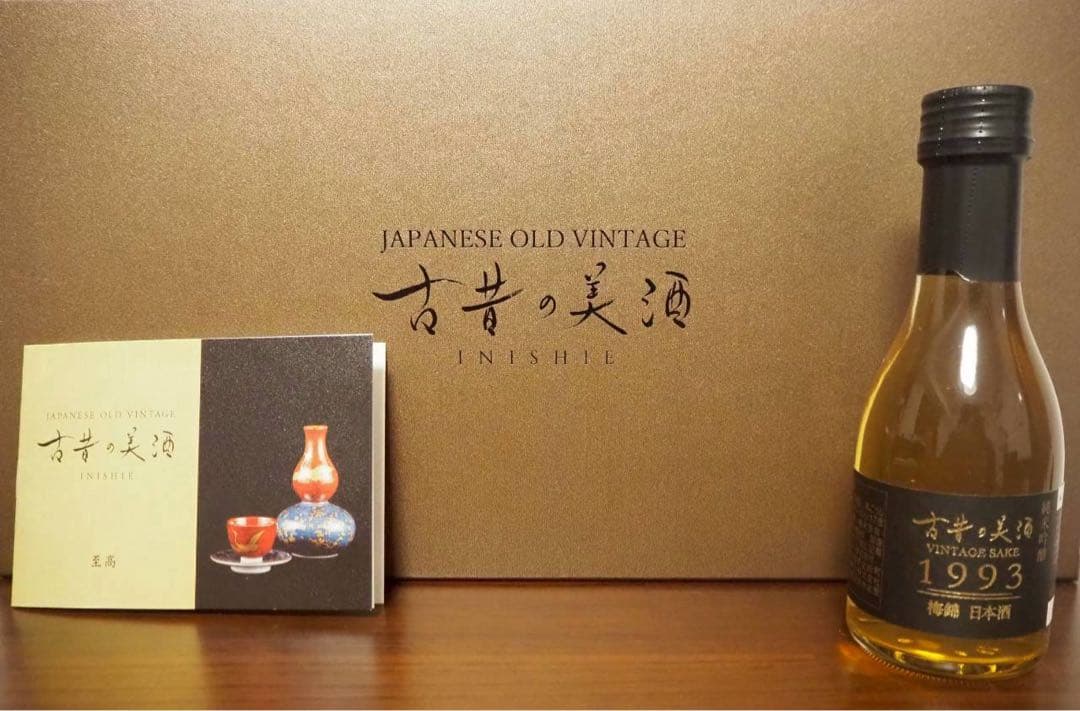 JAPANESE OLD VINTAGE
古昔の美酒
INISHIE
JAPANESE OLD VINTAGE
古昔の美酒
INISHIE
至高
古昔の美酒
VINTAGE SAKE
1993
梅錦 日本酒
純米吟醸